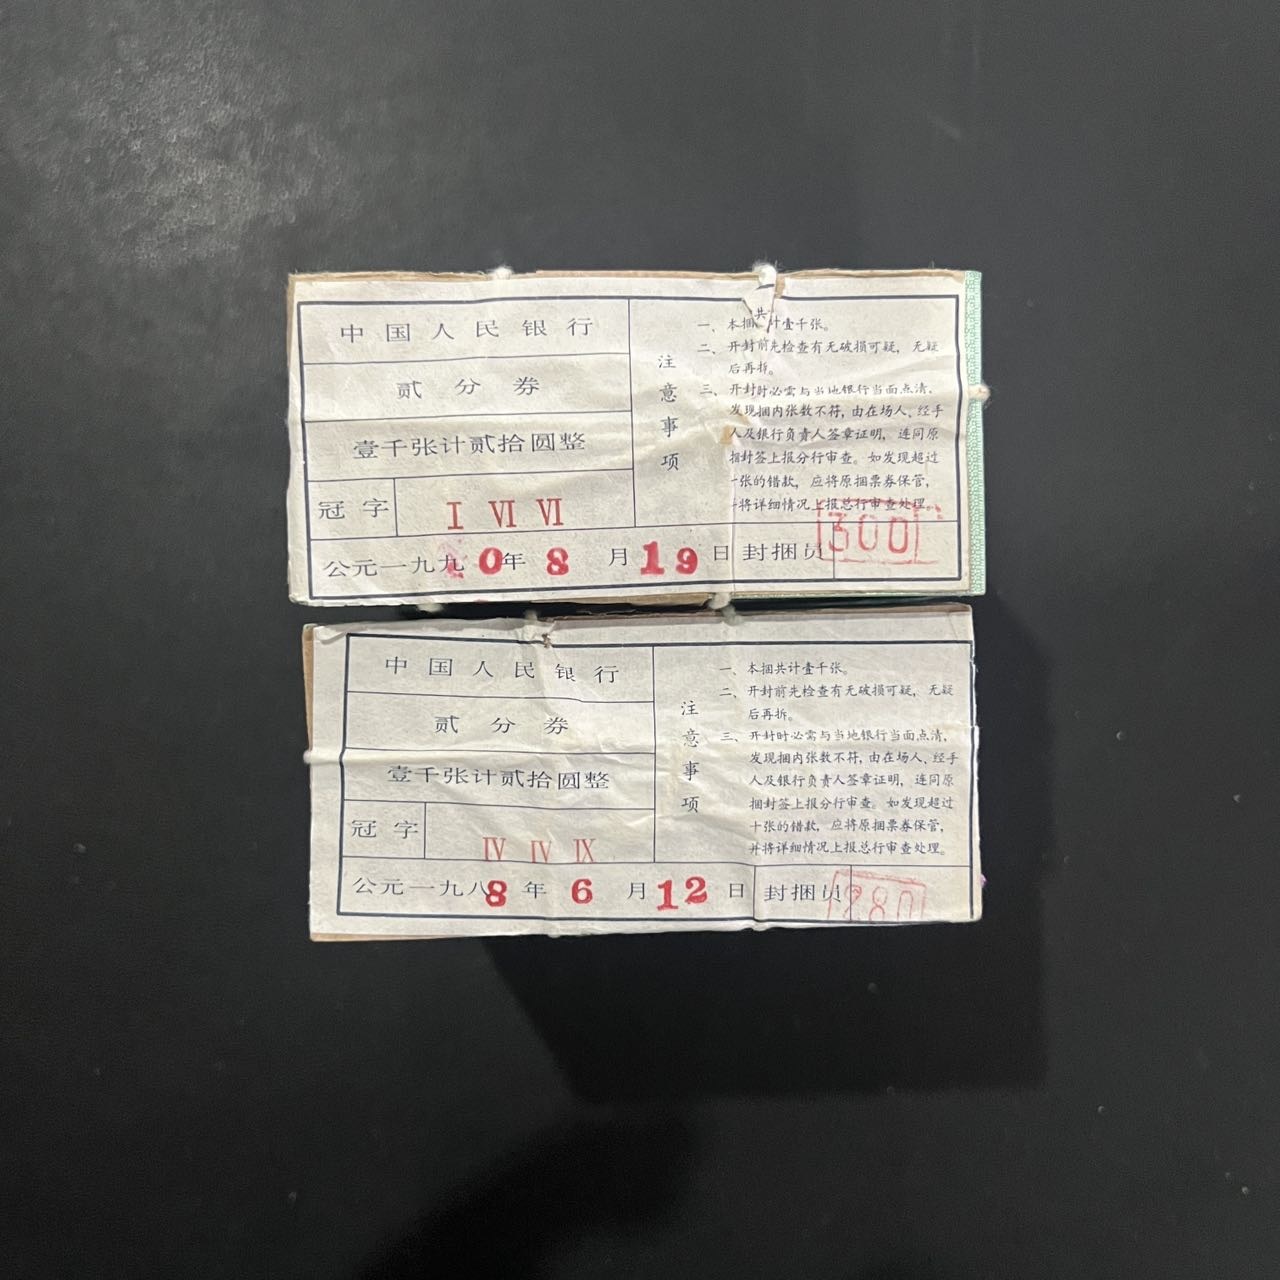 中国人民银行
贰分券
壹千张计贰拾圆整
冠字 I VI VI
公元一九九0年8月19日 封捆员 300
注意事项
一、本捆共计壹千张。
二、开封前先检查有无破损可疑，无疑
后再拆。
三、开封时必需与当地银行当面点清，
发现捆内张数不符，由在场人、经手
人及银行负责人签章证明，连同原
捆封签上报分行审查。如发现超过
十张的错款，应将原捆票券保管，
并将详细情况上报总行审查处理。
中国人民银行
贰分券
壹千张计贰拾圆整
冠字 IV IV IX
公元一九八8年6月12日 封捆员 280
注意事项
一、本捆共计壹千张。
二、开封前先检查有无破损可疑，无疑
后再拆。
三、开封时必需与当地银行当面点清，
发现捆内张数不符，由在场人、经手
人及银行负责人签章证明，连同原
捆封签上报分行审查。如发现超过
十张的错款，应将原捆票券保管，
并将详细情况上报总行审查处理。